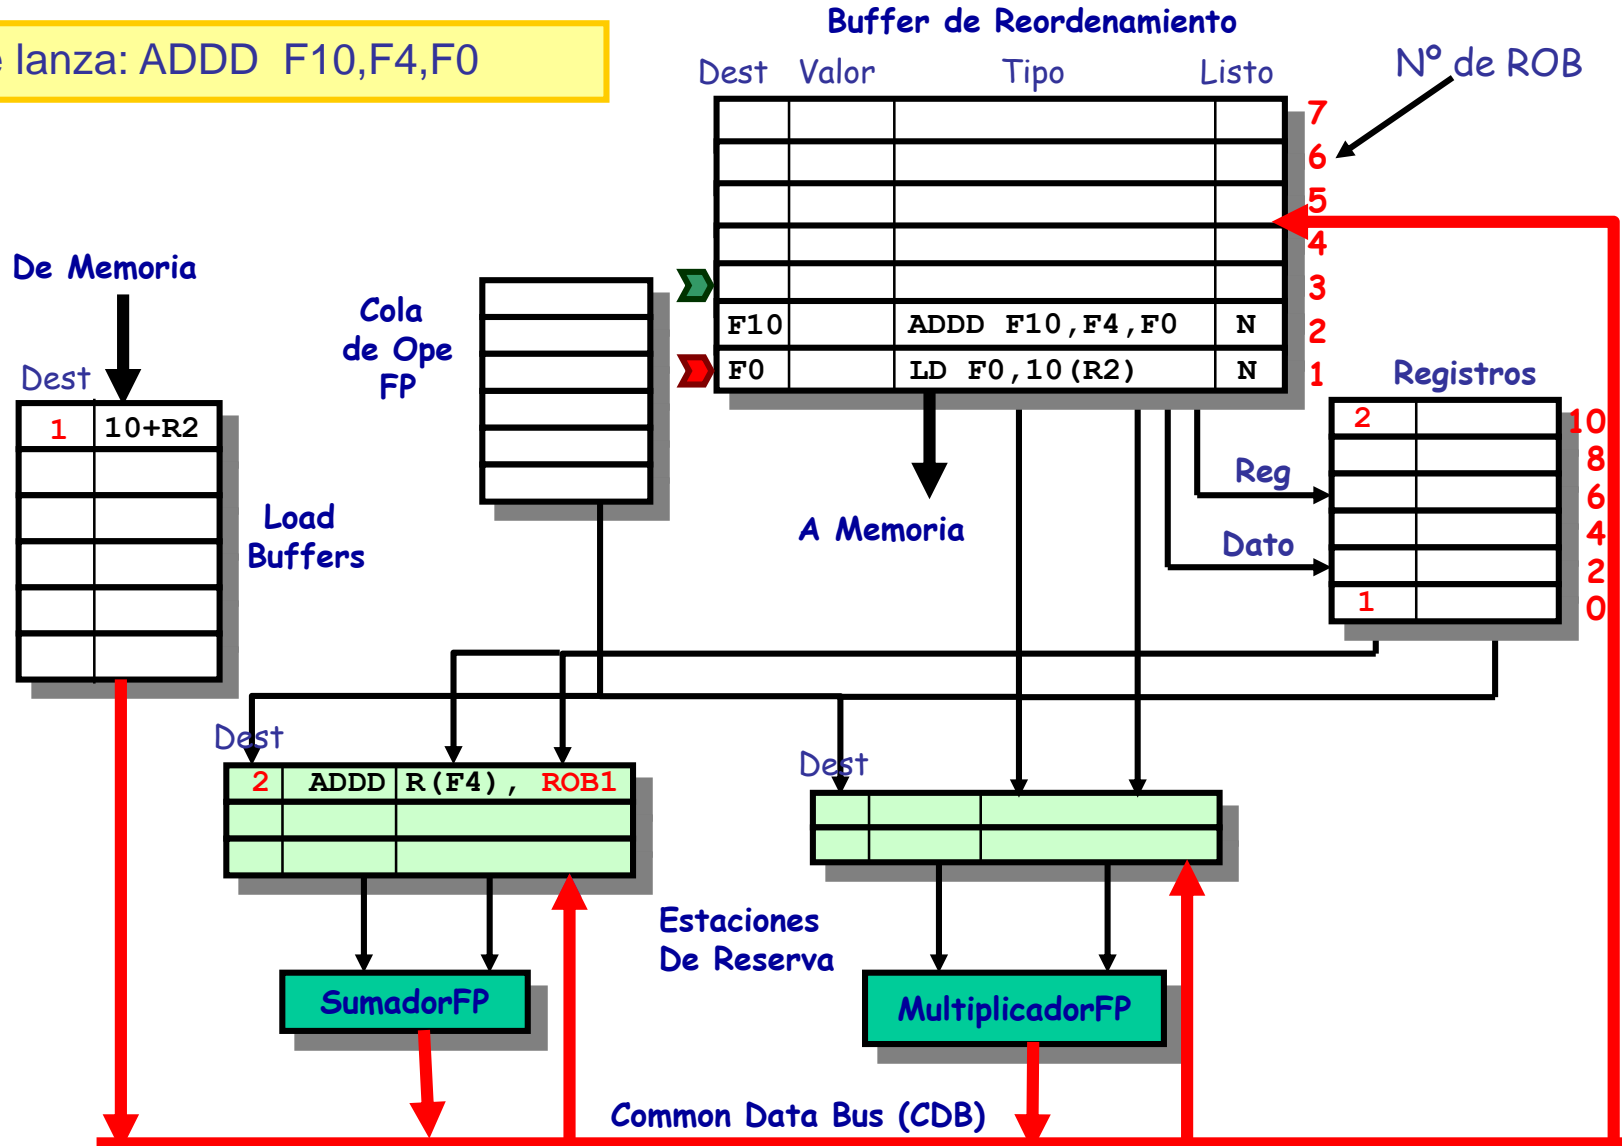 lanza: ADDD F10,F4,F0
Buffer de Reordenamiento
Dest Valor Tipo Listo
Nº de ROB
7
6
5
4
3
F10 ADDD F10,F4,F0 N 2
F0 LD F0,10(R2) N 1
De Memoria
Dest
1 10+R2
Load
Buffers
Cola
de Ope
FP
A Memoria
Registros
2 10
8
6
4
2
1 0
Reg
Dato
Dest
2 ADDD R(F4), ROB1
Dest
Estaciones
De Reserva
SumadorFP
MultiplicadorFP
Common Data Bus (CDB)